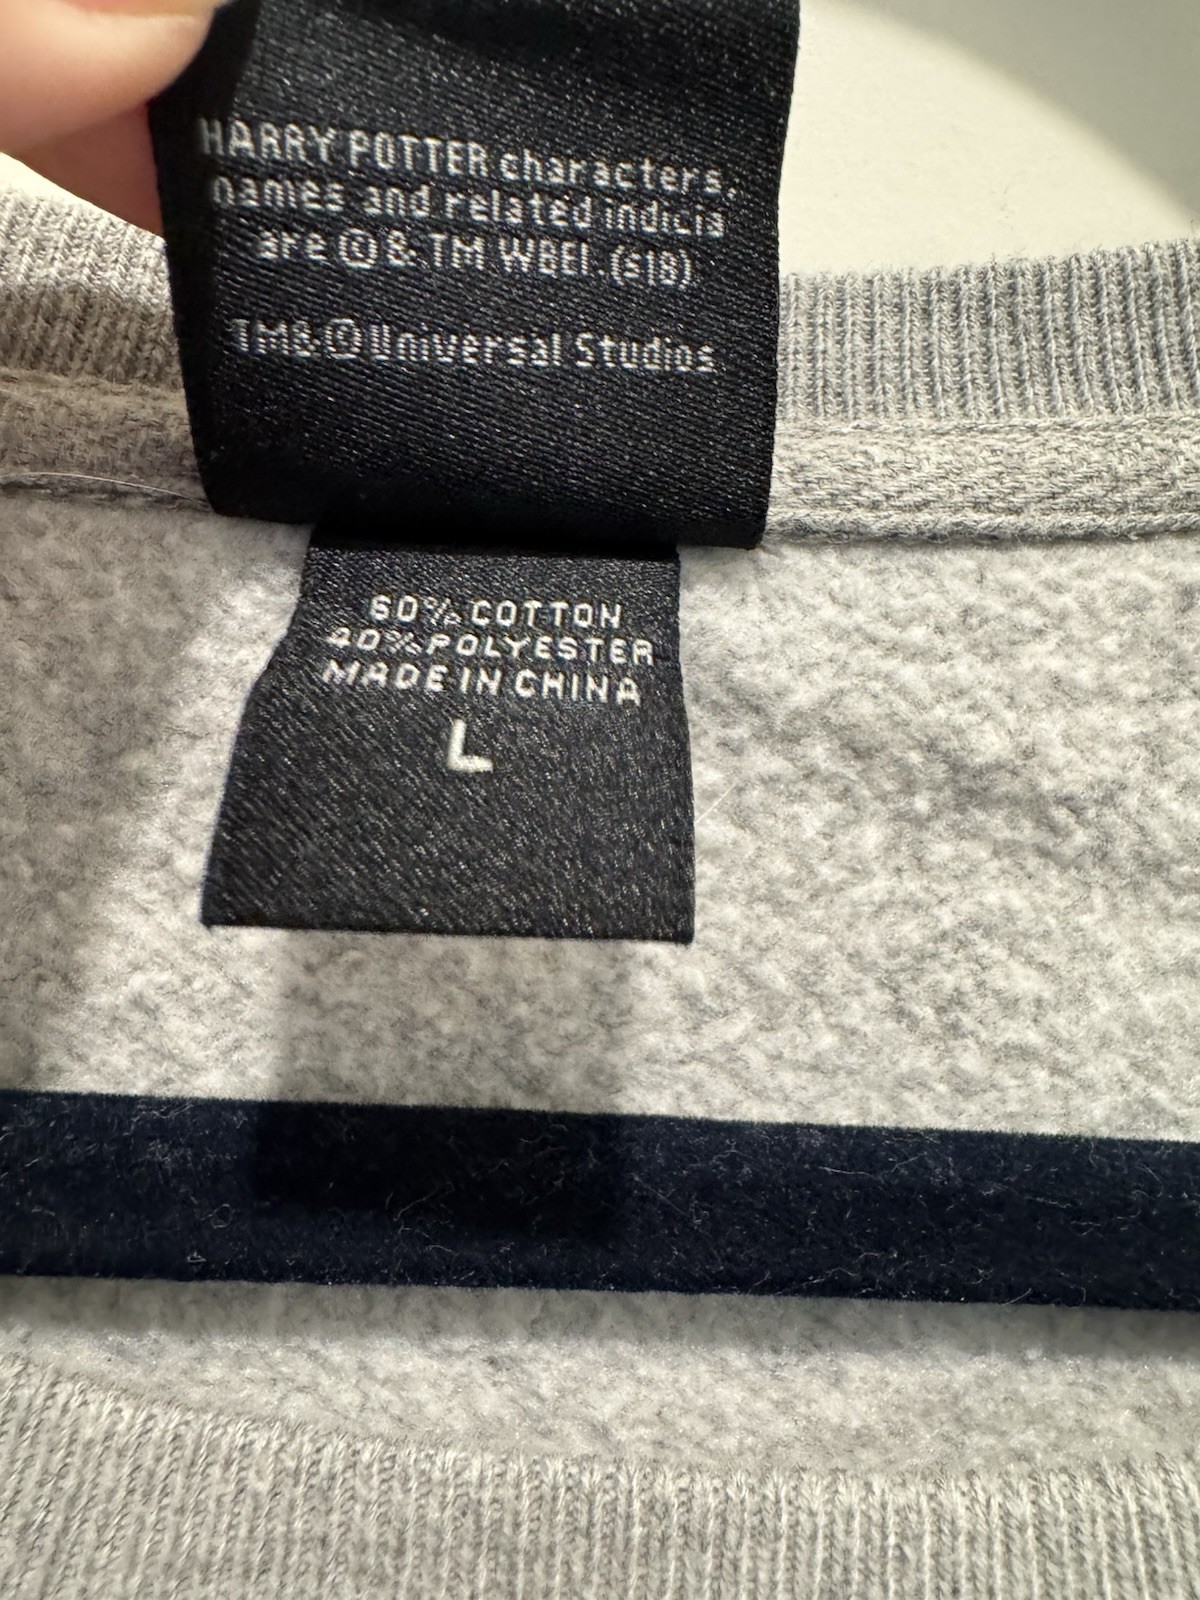 HARRY POTTER characters,
names and related indicia
are © & TM WBEI. (s18)
TM & © Universal Studios
60% COTTON
40% POLYESTER
MADE IN CHINA
L